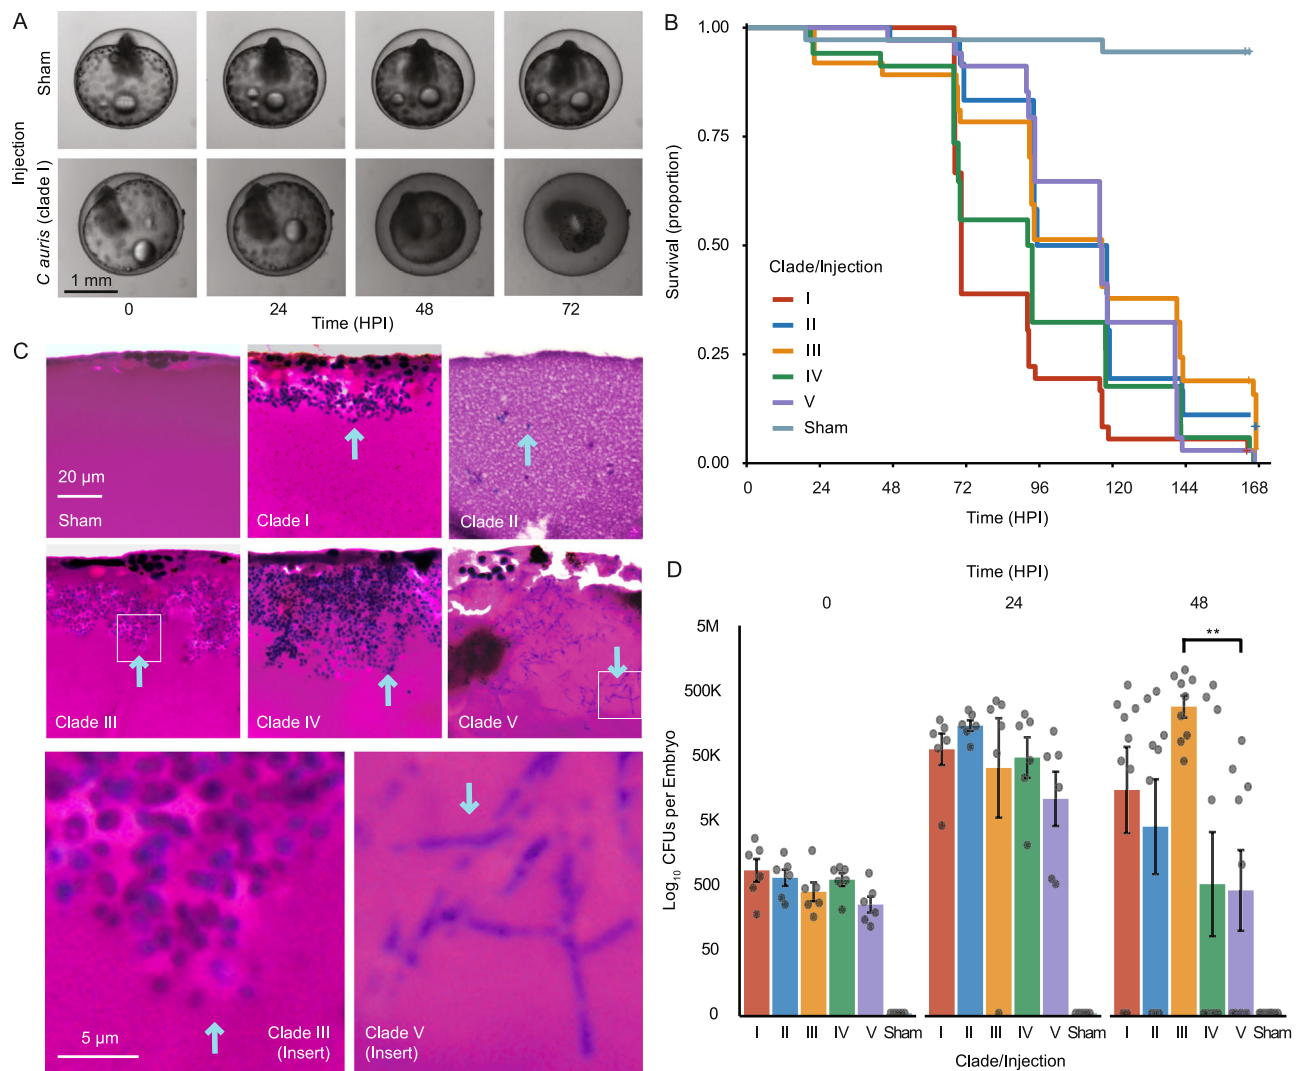 A
Sham
Injection
C auris (clade I)
1 mm
0
24
48
72
Time (HPI)
B
1.00
0.75
0.50
0.25
0.00
Survival (proportion)
Clade/Injection
I
II
III
IV
V
Sham
0
24
48
72
96
120
144
168
Time (HPI)
C
20 µm
Sham
Clade I
Clade II
Clade III
Clade IV
Clade V
5 µm
Clade III
(Insert)
Clade V
(Insert)
D
Time (HPI)
0
24
48
**
5M
500K
50K
5K
500
50
0
Log10 CFUs per Embryo
I II III IV V Sham
I II III IV V Sham
I II III IV V Sham
Clade/Injection